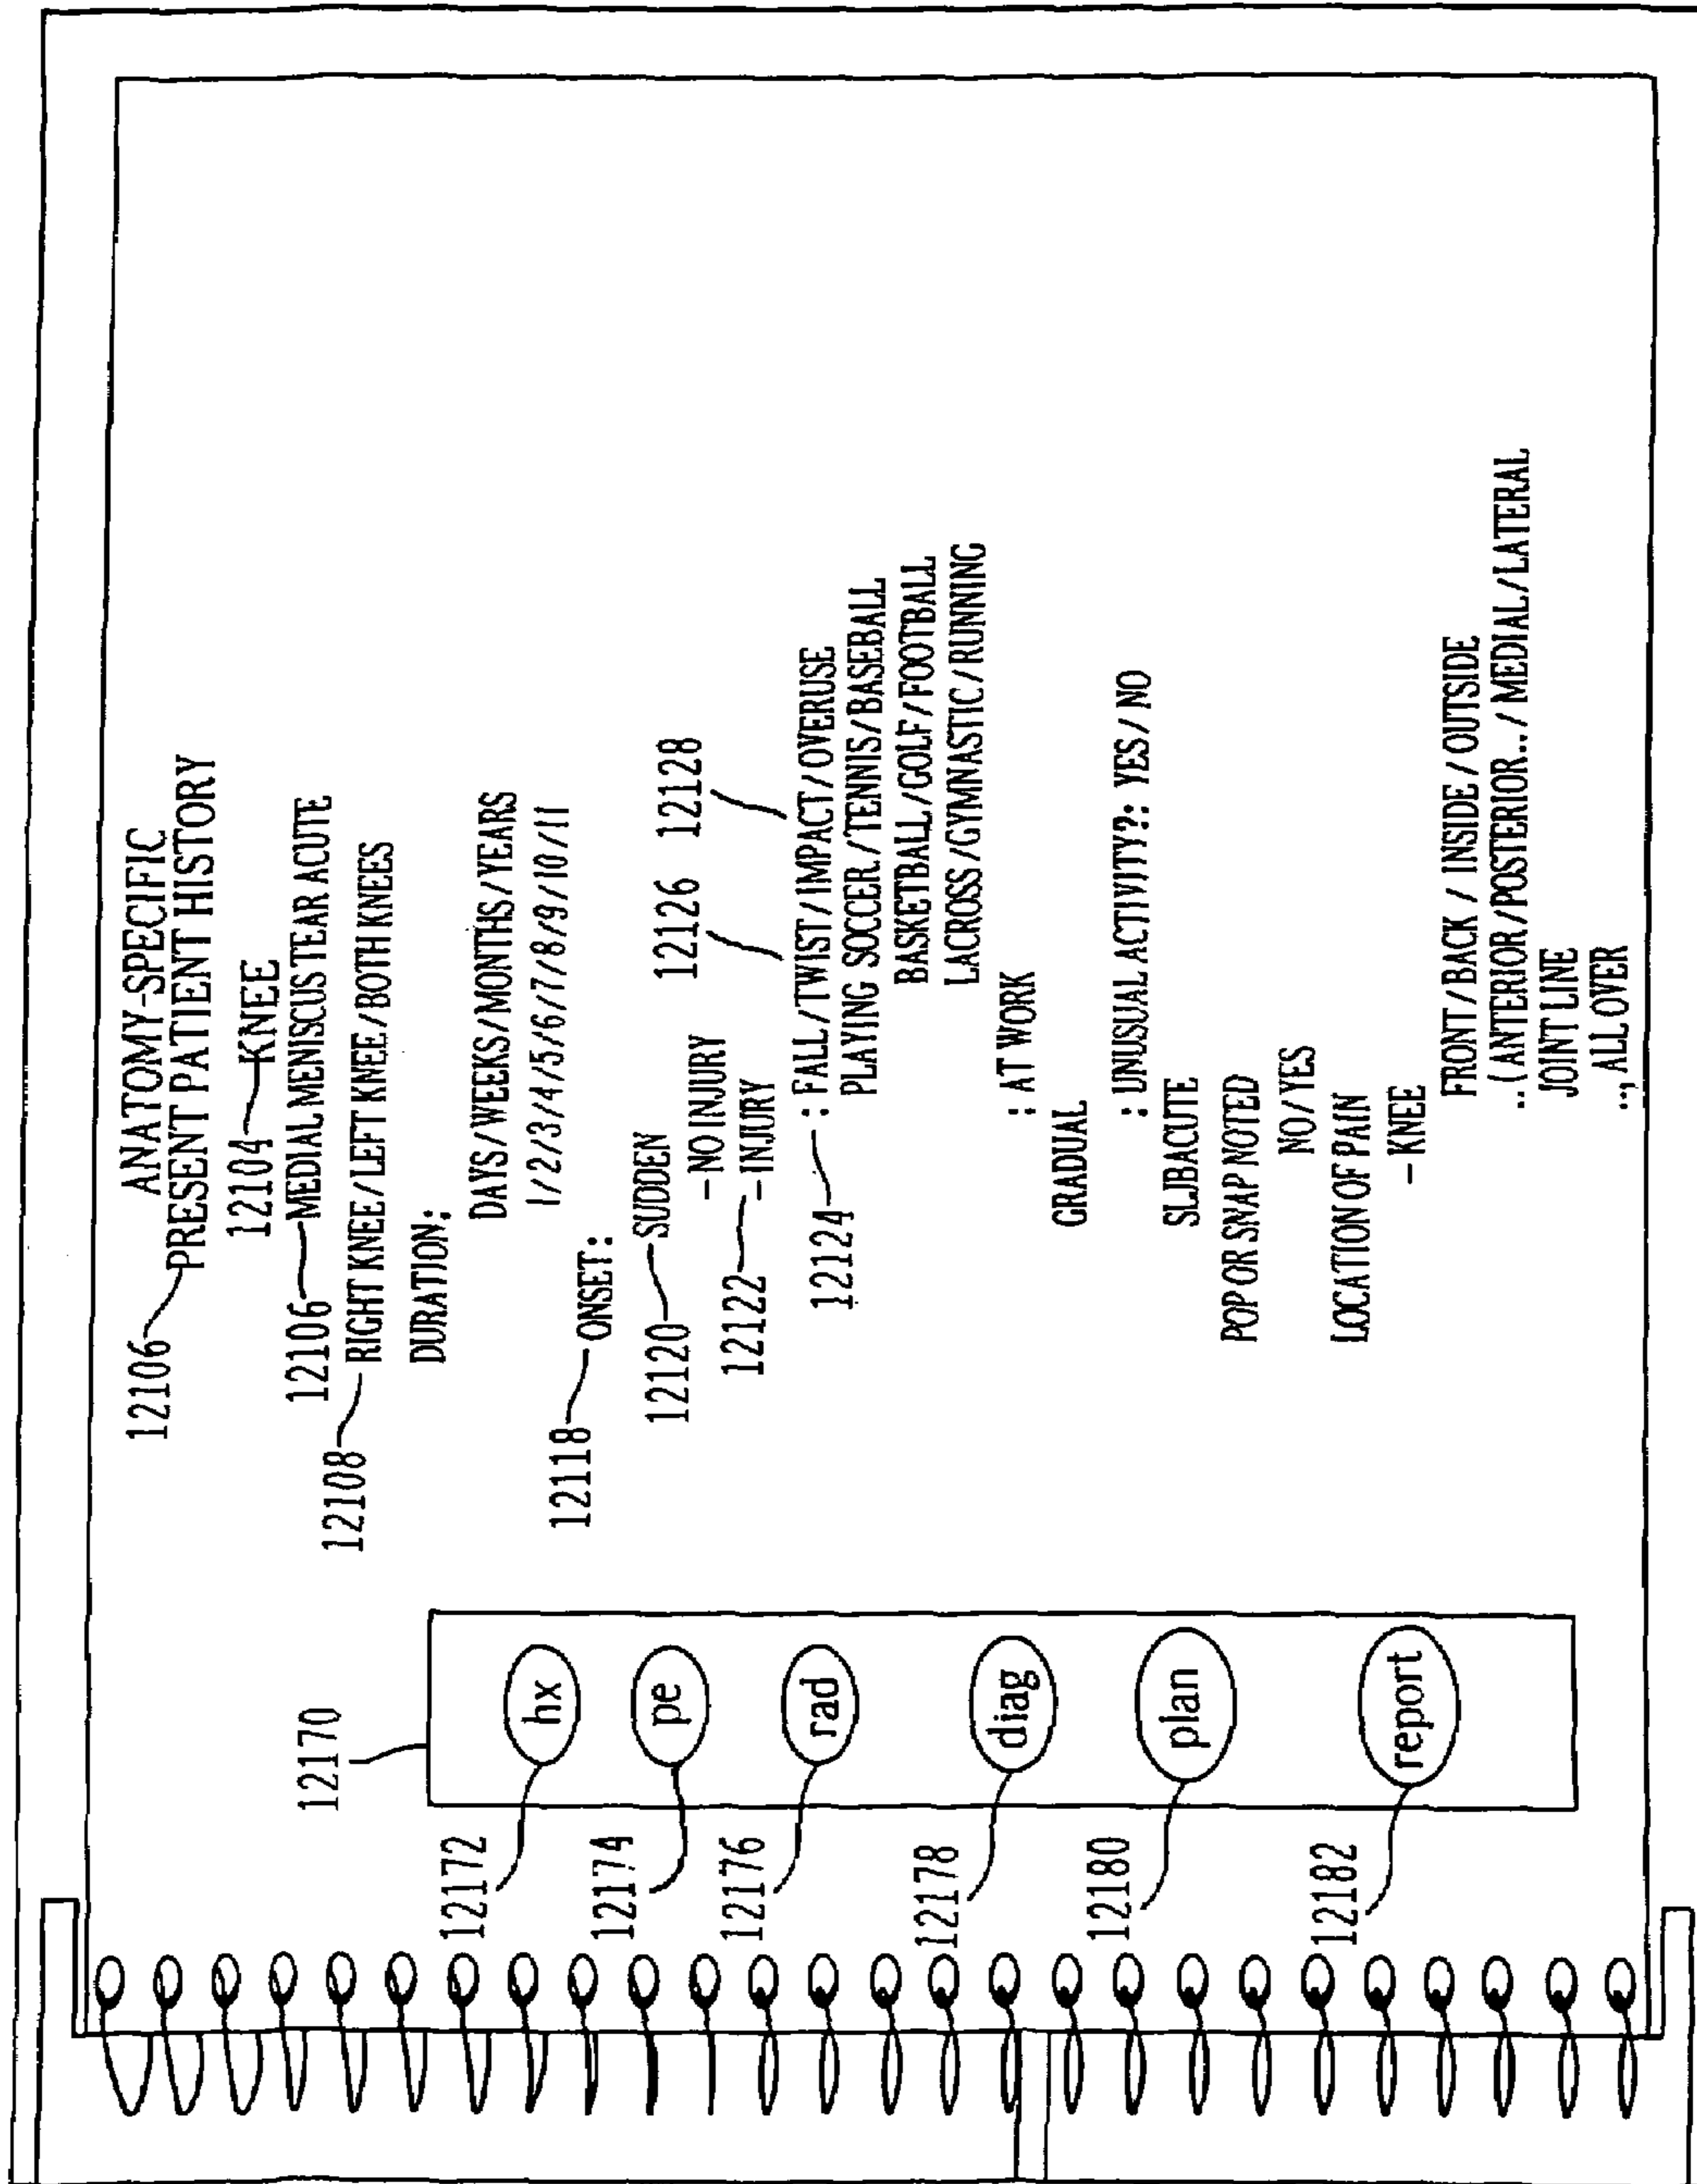 ANATOMY-SPECIFIC
12106 PRESENT PATIENT HISTORY
12104 KNEE
12106 MEDIAL MENISCUS TEAR ACUTE
12108 RIGHT KNEE / LEFT KNEE / BOTH KNEES
DURATION:
DAYS / WEEKS / MONTHS / YEARS
1/2/3/4/5/6/7/7/8/9/10/11
12118 ONSET:
12120 SUDDEN
- NO INJURY
12122 - INJURY
12126 12128
12124 : FALL / TWIST / IMPACT / OVERUSE
PLAYING SOCCER / TENNIS / BASEBALL
BASKETBALL / GOLF / FOOTBALL
LACROSS / GYMNASTIC / RUNNING
: AT WORK
GRADUAL
: UNUSUAL ACTIVITY?: YES / NO
SLJBACUTE
POP OR SNAP NOTED
NO / YES
LOCATION OF PAIN
- KNEE
FRONT / BACK / INSIDE / OUTSIDE
.. (ANTERIOR / POSTERIOR.. / MEDIAL / LATERAL
JOINT LINE
.., ALL OVER
12170
12172 hx
12174 pe
12176 rad
12178 diag
12180 plan
12182 report